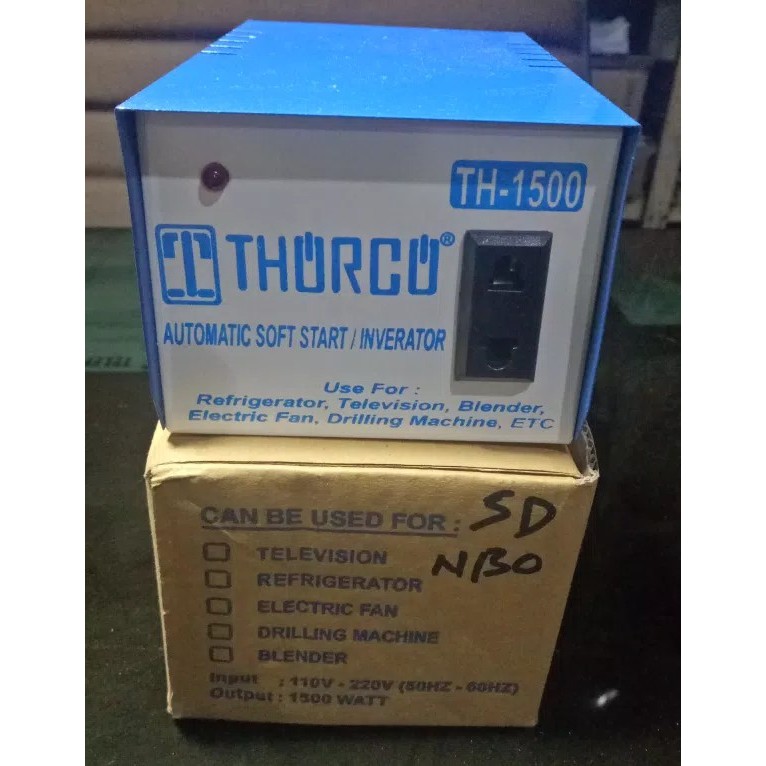 TH-1500
THORCO®
AUTOMATIC SOFT START / INVERATOR
Use For :
Refrigerator, Television, Blender,
Electric Fan, Drilling Machine, ETC
CAN BE USED FOR : SD
NBO
TELEVISION
REFRIGERATOR
ELECTRIC FAN
DRILLING MACHINE
BLENDER
Input : 110V - 220V (50HZ - 60HZ)
Output : 1500 WATT